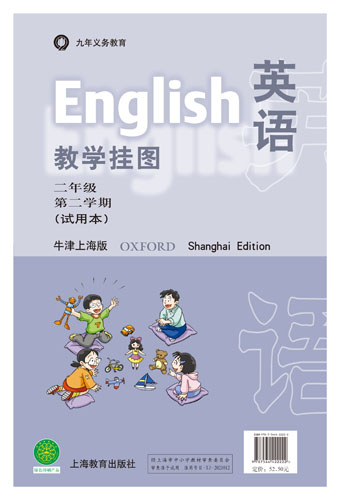 九年义务教育
English
英语
教学挂图
二年级
第二学期
(试用本)
牛津上海版 OXFORD Shanghai Edition
上海教育出版社
定价：52.90元